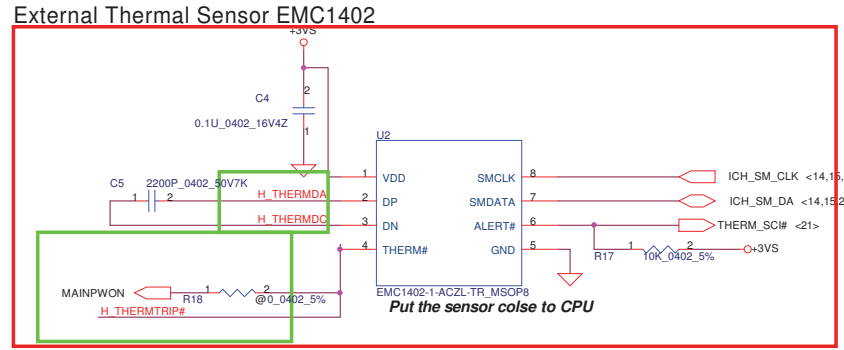 External Thermal Sensor EMC1402
+3VS
C4
2
0.1U_0402_16V4Z
1
U2
C5
2200P_0402_50V7K
1
2
H_THERMDA
H_THERMDC
1
VDD
SMCLK
8
ICH_SM_CLK <14,15,
2
DP
SMDATA
7
ICH_SM_DA <14,15,2
3
DN
ALERT#
6
THERM_SCI# <21>
4
THERM#
GND
5
R17
1
2
10K_0402_5%
+3VS
MAINPWON
1
2
R18
@0_0402_5%
H_THERMTRIP#
EMC1402-1-ACZL-TR_MSOP8
Put the sensor colse to CPU